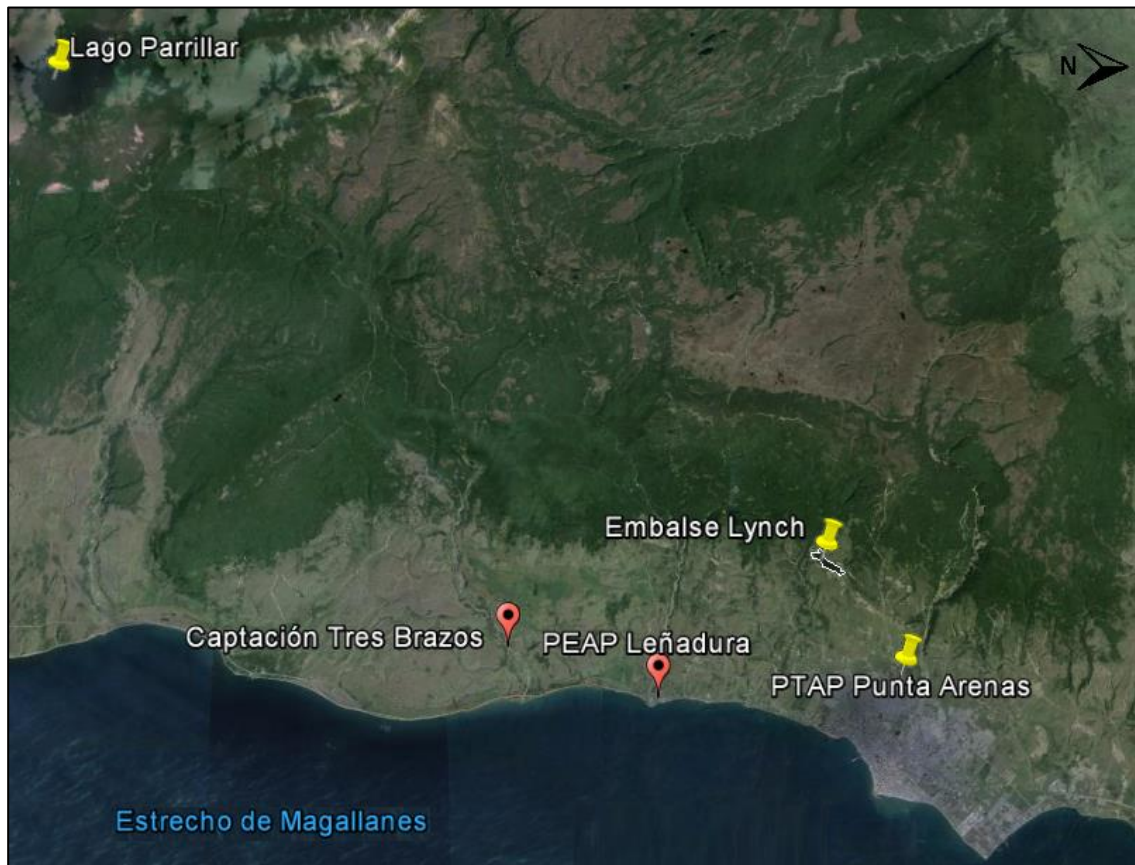 Lago Parrillar
N
Embalse Lynch
Captación Tres Brazos
PEAP Leñadura
PTAP Punta Arenas
Estrecho de Magallanes